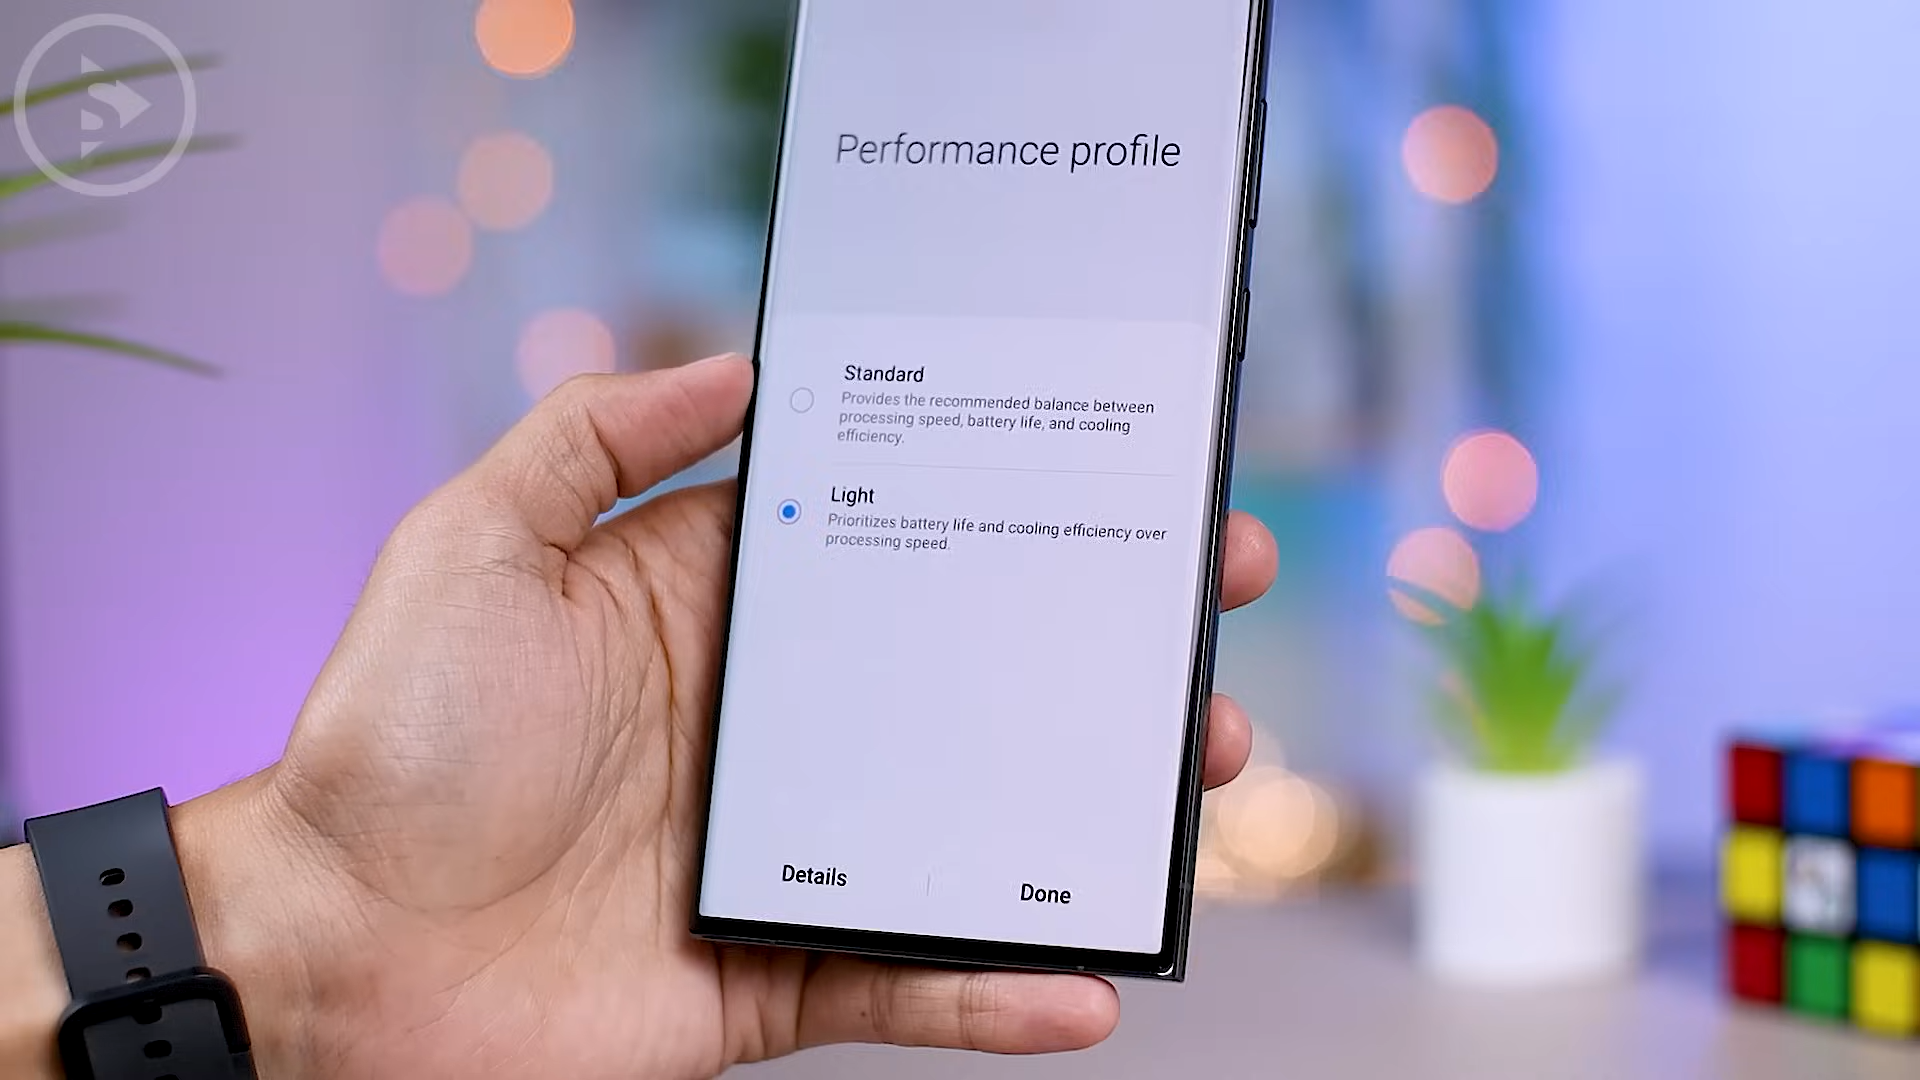 Performance profile
Standard
Provides the recommended balance between
processing speed, battery life, and cooling
efficiency.
Light
Prioritizes battery life and cooling efficiency over
processing speed.
Details
Done